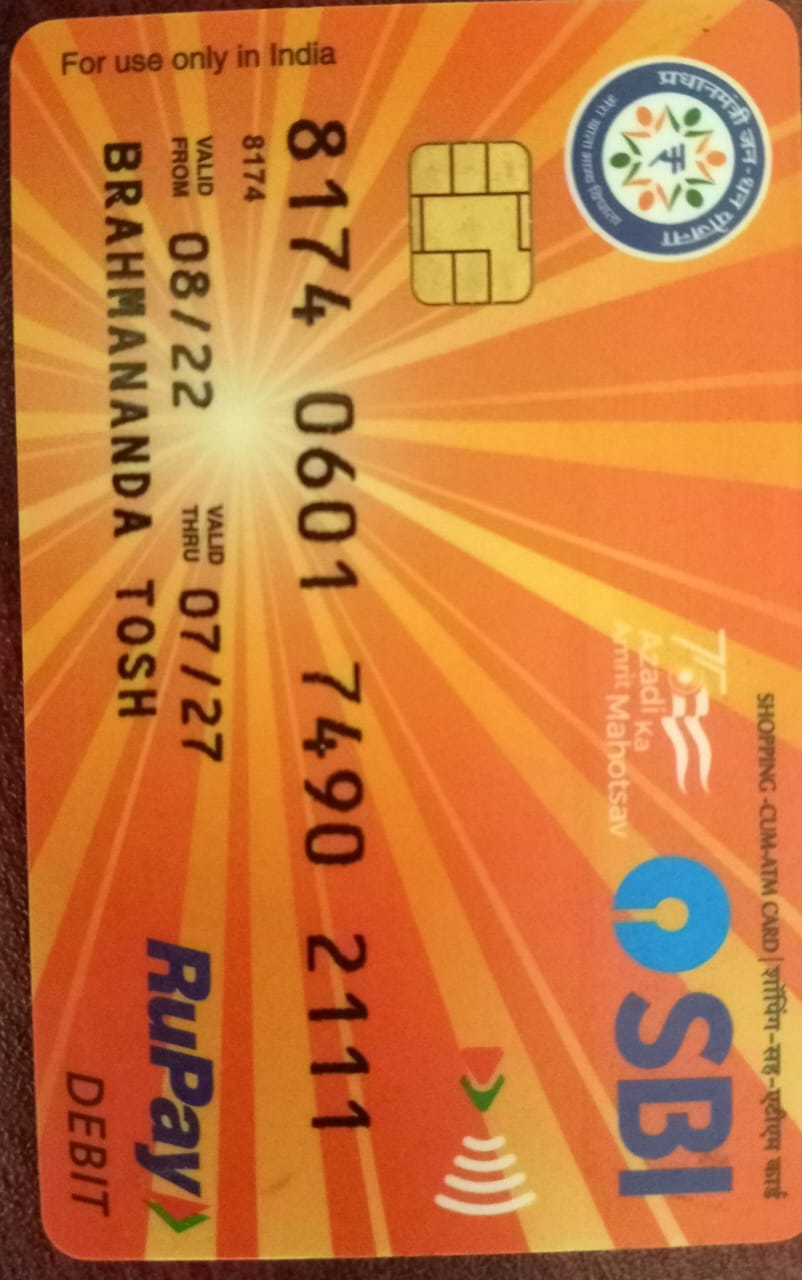 SHOPPING -CUM-ATM CARD | शॉपिंग-सह-एटीएम कार्ड
प्रधानमंत्री जन-धन योजना
₹
मेरा खाता भाग्य विधाता
75
Azadi Ka
Amrit Mahotsav
SBI
8174 0601 7490 2111
8174
VALID FROM 08/22 VALID THRU 07/27
BRAHMANANDA TOSH
For use only in India
RuPay
DEBIT